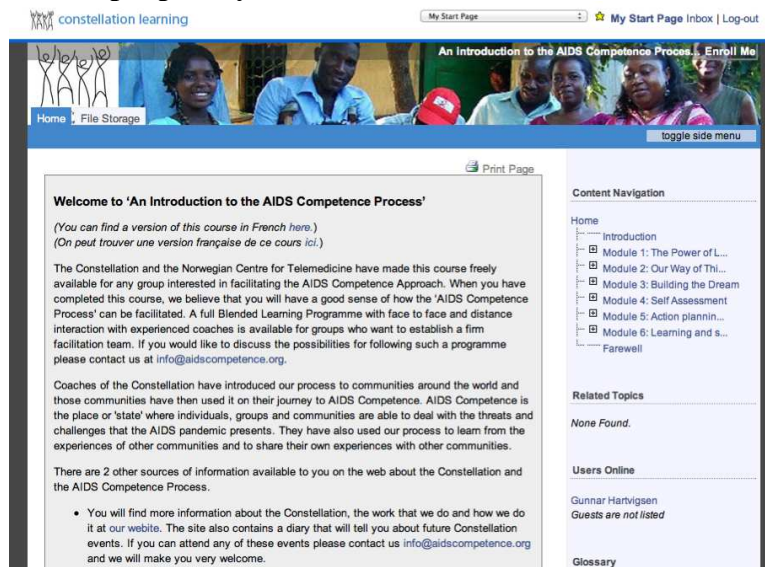 constellation learning
My Start Page
My Start Page Inbox | Log-out
An introduction to the AIDS Competence Proces... Enroll Me
Home
File Storage
toggle side menu
Print Page
Welcome to ‘An Introduction to the AIDS Competence Process’
(You can find a version of this course in French here.)
(On peut trouver une version française de ce cours ici.)
The Constellation and the Norwegian Centre for Telemedicine have made this course freely
available for any group interested in facilitating the AIDS Competence Approach. When you have
completed this course, we believe that you will have a good sense of how the 'AIDS Competence
Process' can be facilitated. A full Blended Learning Programme with face to face and distance
interaction with experienced coaches is available for groups who want to establish a firm
facilitation team. If you would like to discuss the possibilities for following such a programme
please contact us at info@aidscompetence.org.
Coaches of the Constellation have introduced our process to communities around the world and
those communities have then used it on their journey to AIDS Competence. AIDS Competence is
the place or 'state' where individuals, groups and communities are able to deal with the threats and
challenges that the AIDS pandemic presents. They have also used our process to learn from the
experiences of other communities and to share their own experiences with other communities.
There are 2 other sources of information available to you on the web about the Constellation and
the AIDS Competence Process.
• You will find more information about the Constellation, the work that we do and how we do
it at our webite. The site also contains a diary that will tell you about future Constellation
events. If you can attend any of these events please contact us info@aidscompetence.org
and we will make you very welcome.
Content Navigation
Home
Introduction
Module 1: The Power of L...
Module 2: Our Way of Thi...
Module 3: Building the Dream
Module 4: Self Assessment
Module 5: Action plannin...
Module 6: Learning and s...
Farewell
Related Topics
None Found.
Users Online
Gunnar Hartvigsen
Guests are not listed
Glossary